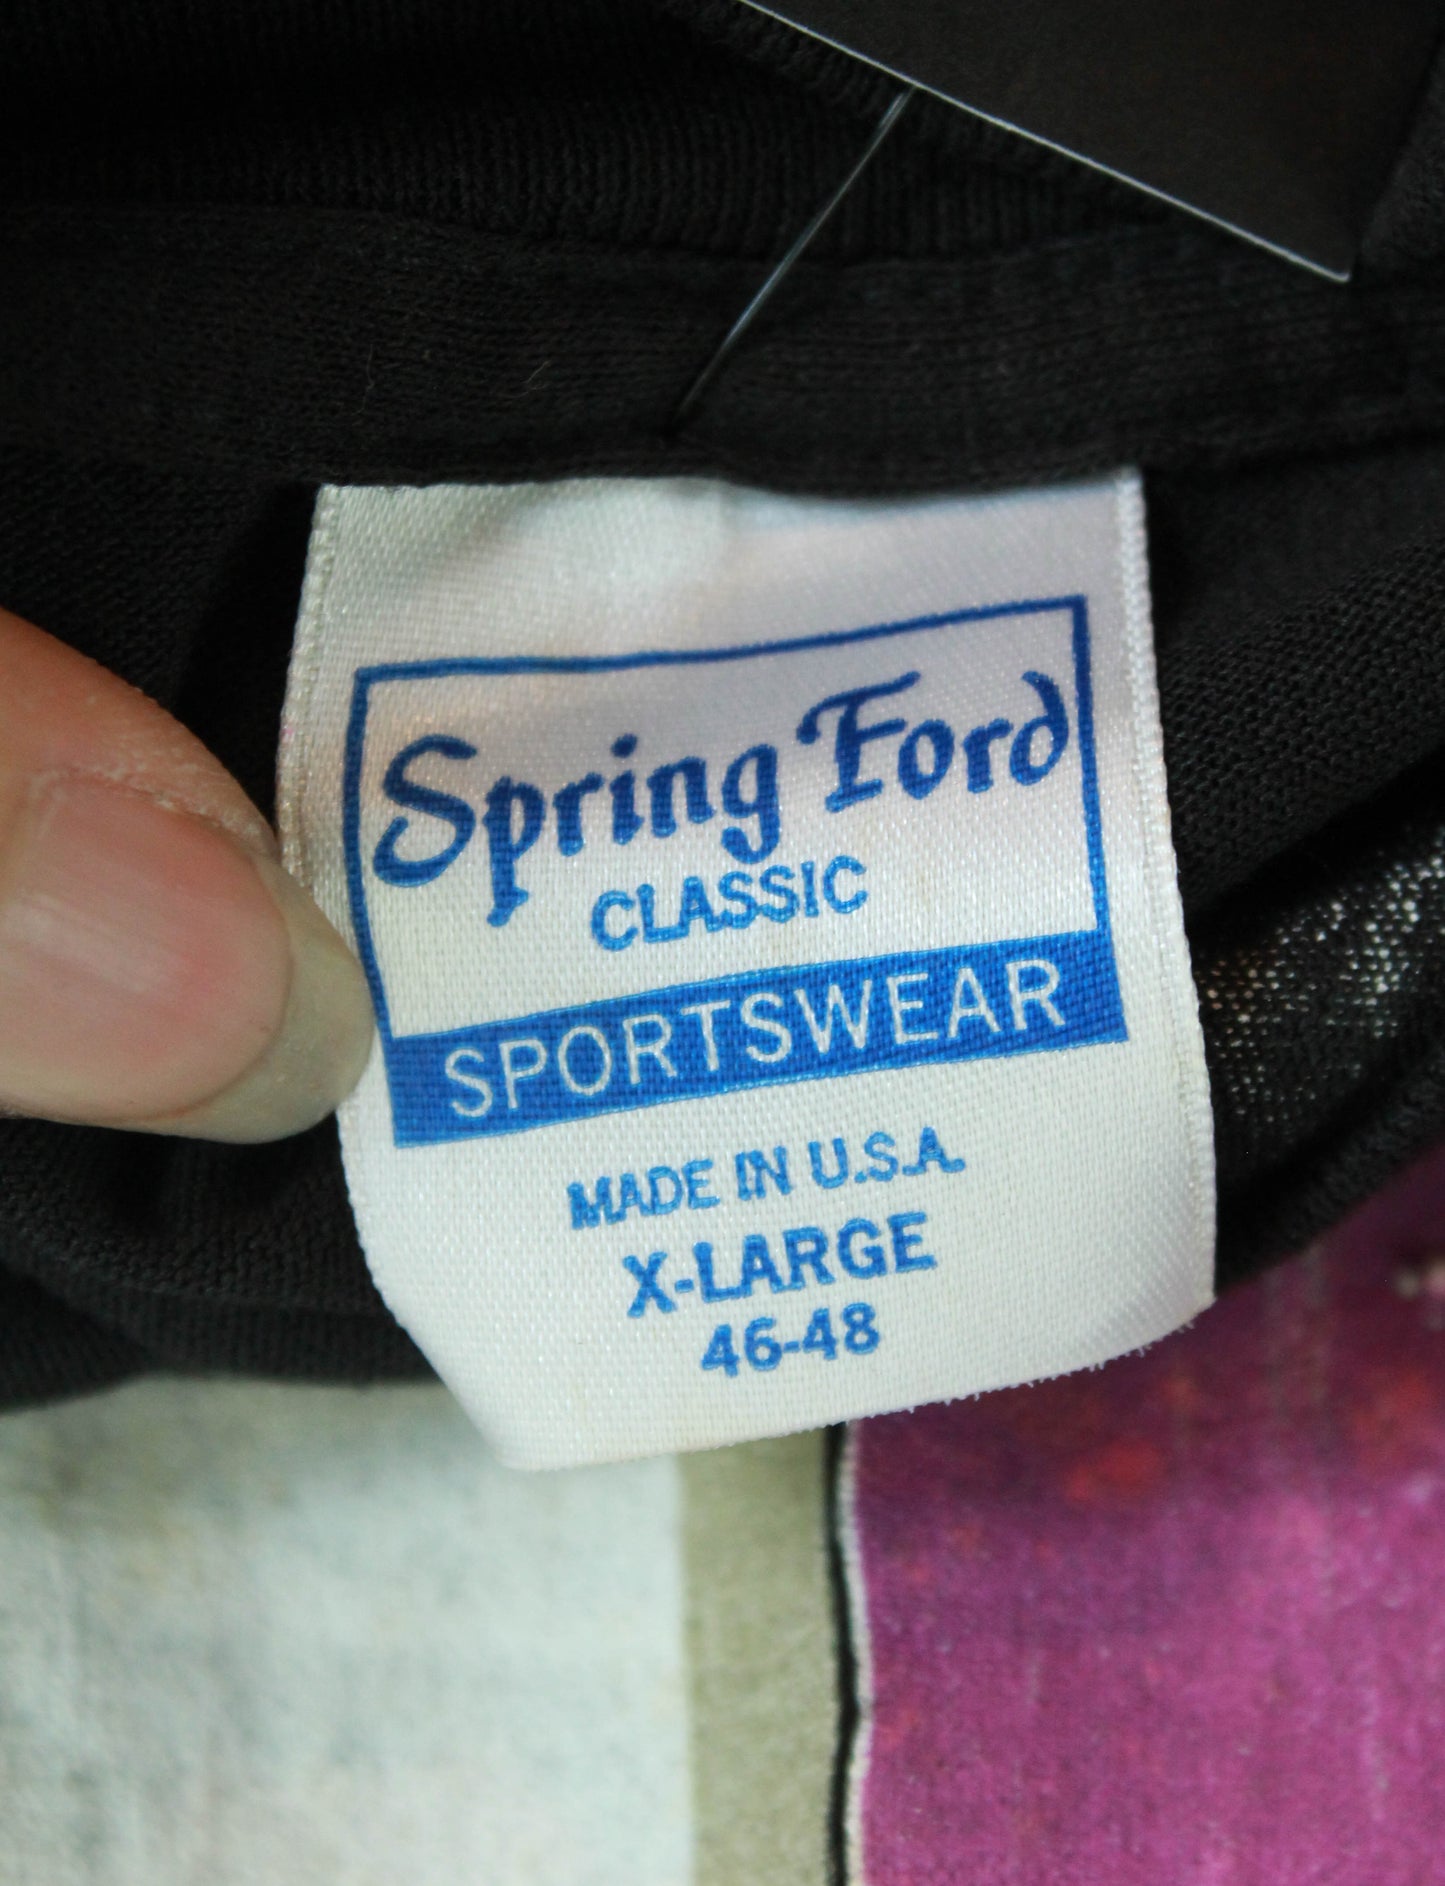 Spring Ford
CLASSIC
SPORTSWEAR
MADE IN U.S.A.
X-LARGE
46-48